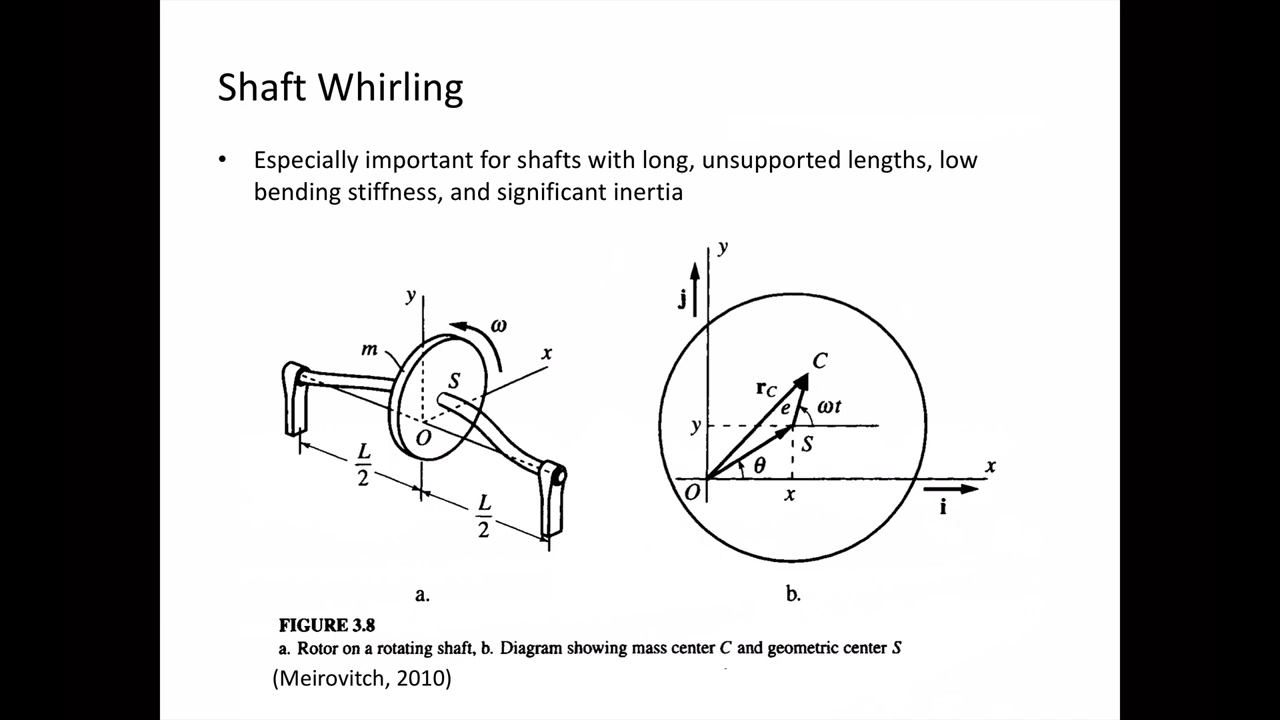 Shaft Whirling
• Especially important for shafts with long, unsupported lengths, low
bending stiffness, and significant inertia
y
ω
m
x
S
O
L
2
L
2
a.
y
j
C
r_C
e
ωt
y
S
θ
x
O
x
i
b.
FIGURE 3.8
a. Rotor on a rotating shaft, b. Diagram showing mass center C and geometric center S
(Meirovitch, 2010)